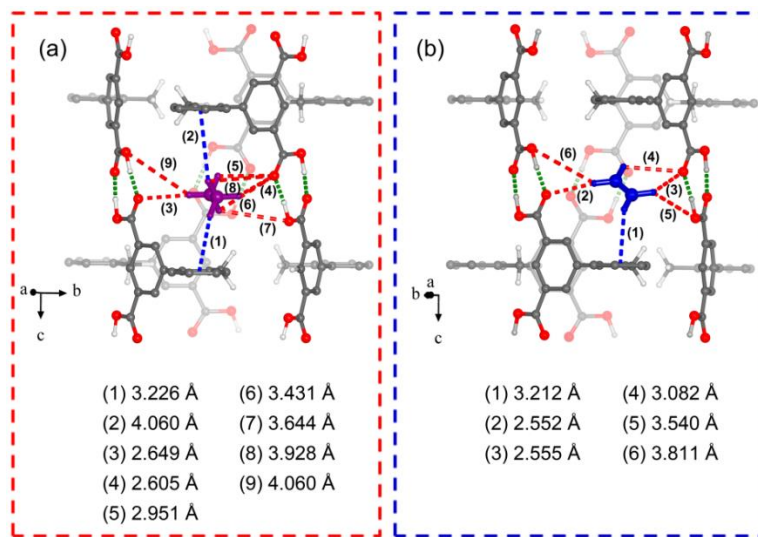 (a)
(2)
(9)
(5)
(8)
(4)
(3)
(6)
(1)
(7)
a
b
c
(1) 3.226 Å (6) 3.431 Å
(2) 4.060 Å (7) 3.644 Å
(3) 2.649 Å (8) 3.928 Å
(4) 2.605 Å (9) 4.060 Å
(5) 2.951 Å
(b)
(6)
(4)
(2)
(3)
(5)
(1)
a
b
c
(1) 3.212 Å (4) 3.082 Å
(2) 2.552 Å (5) 3.540 Å
(3) 2.555 Å (6) 3.811 Å